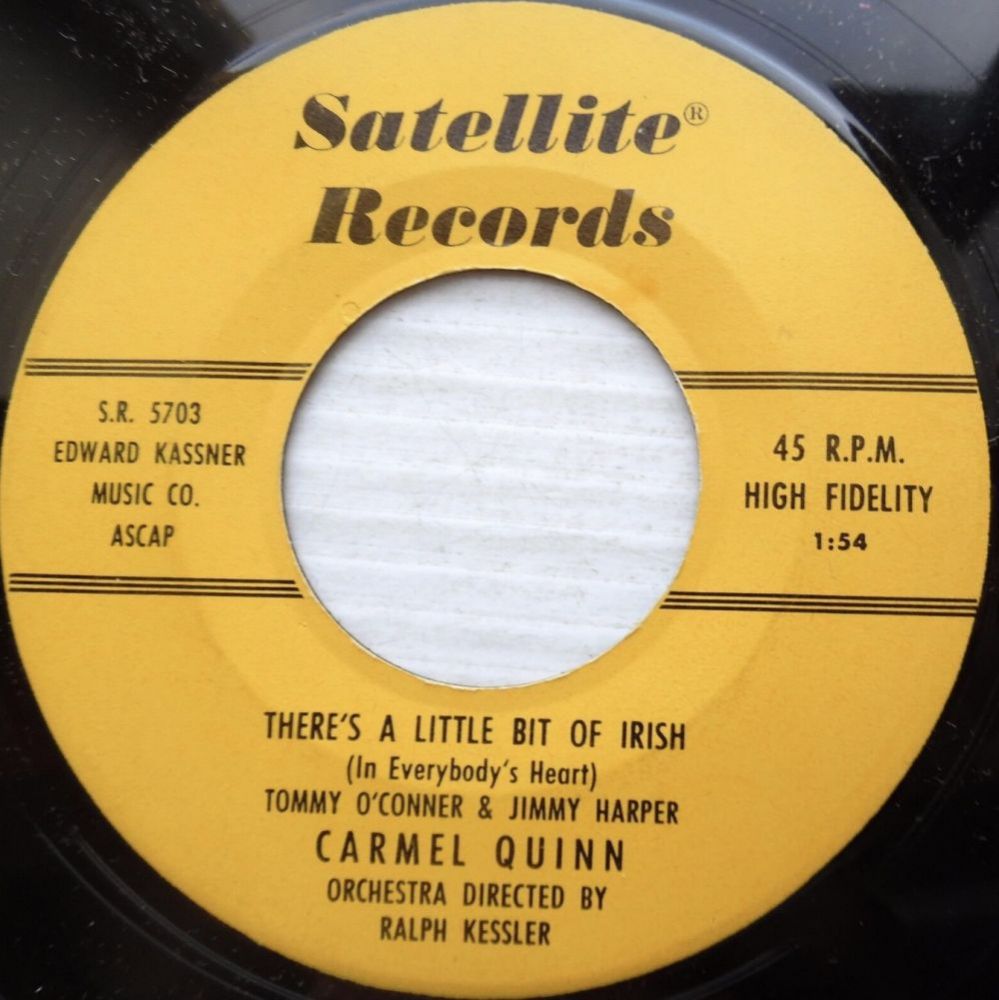 Satellite®
Records
S.R. 5703
EDWARD KASSNER
MUSIC CO.
ASCAP
45 R.P.M.
HIGH FIDELITY
1:54
THERE'S A LITTLE BIT OF IRISH
(In Everybody's Heart)
TOMMY O'CONNER & JIMMY HARPER
CARMEL QUINN
ORCHESTRA DIRECTED BY
RALPH KESSLER